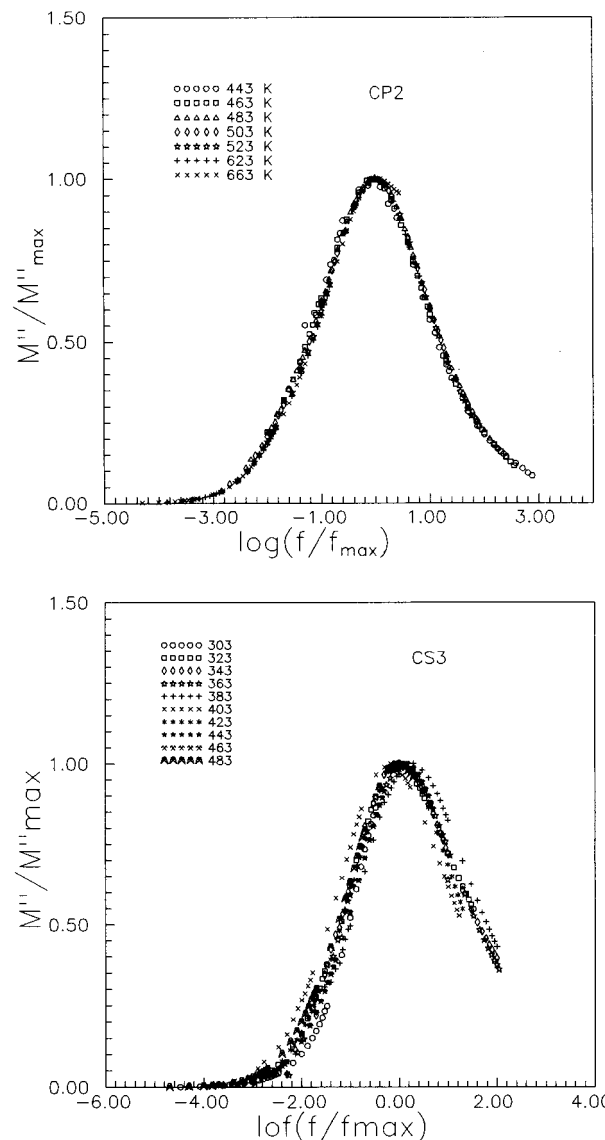 1.50
CP2
443 K
463 K
483 K
503 K
523 K
623 K
663 K
1.00
M''/M''max
0.50
0.00
-5.00 -3.00 -1.00 1.00 3.00
log(f/fmax)
1.50
CS3
303
323
343
363
383
403
423
443
463
483
1.00
M''/M''max
0.50
0.00
-6.00 -4.00 -2.00 0.00 2.00 4.00
lof(f/fmax)